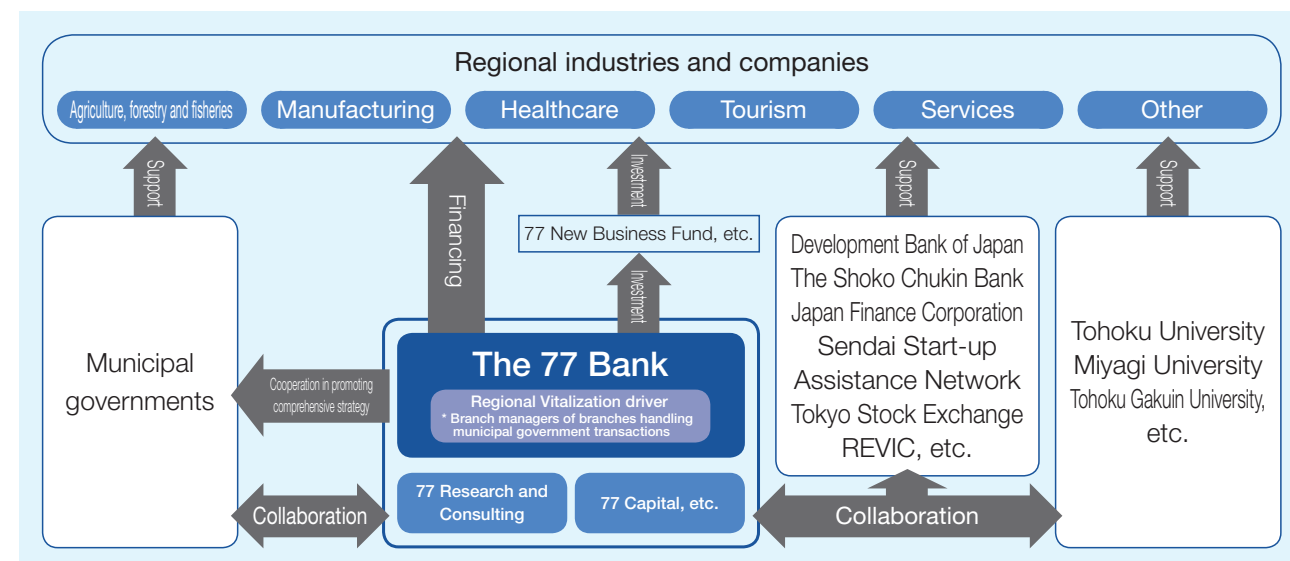 Regional industries and companies
Agriculture, forestry and fisheries
Manufacturing
Healthcare
Tourism
Services
Other
Support
Financing
Investment
Support
Support
77 New Business Fund, etc.
Investment
Municipal
governments
Cooperation in promoting
comprehensive strategy
The 77 Bank
Regional Vitalization driver
* Branch managers of branches handling
municipal government transactions
Development Bank of Japan
The Shoko Chukin Bank
Japan Finance Corporation
Sendai Start-up
Assistance Network
Tokyo Stock Exchange
REVIC, etc.
Tohoku University
Miyagi University
Tohoku Gakuin University,
etc.
Collaboration
77 Research and
Consulting
77 Capital, etc.
Collaboration